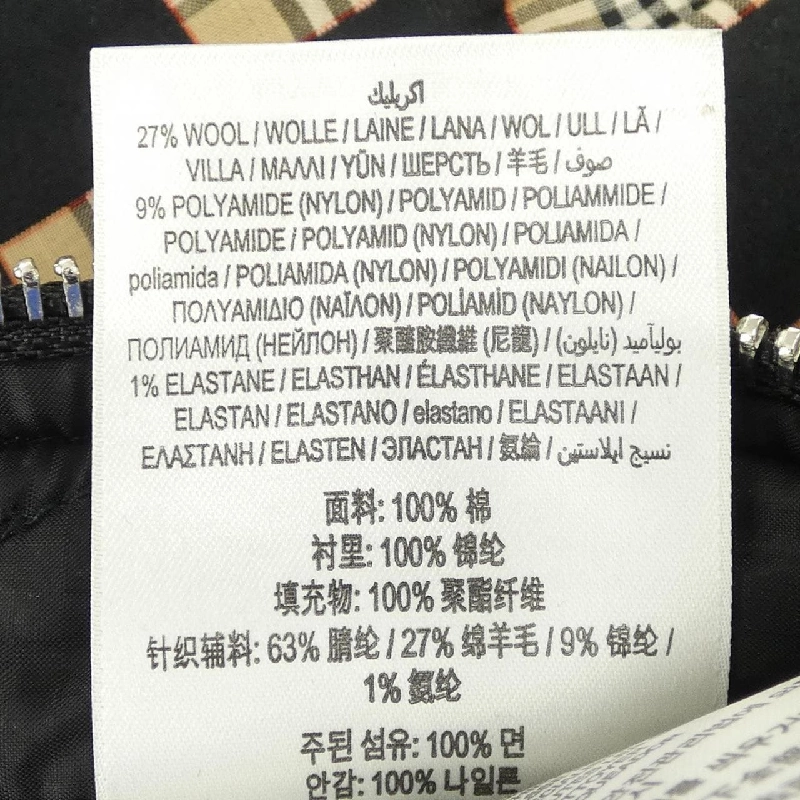 اكريليك
27% WOOL / WOLLE / LAINE / LANA / WOL / ULL / LÃ /
VILLA / ΜΑΛΛΙ / YÜN / ШЕРСТЬ / 羊毛 / صوف
9% POLYAMIDE (NYLON) / POLYAMID / POLIAMMIDE /
POLYAMIDE / POLYAMID (NYLON) / POLIAMIDA /
poliamida / POLIAMIDA (NYLON) / POLYAMIDI (NAILON) /
ΠΟΛΥΑΜΙΔΙΟ (ΝΑΪΛΟΝ) / POLİAMİD (NAYLON) /
ПОЛИАМИД (НЕЙЛОН) / 聚醯胺纖維 (尼龍) / بوليآميد (نايلون)
1% ELASTANE / ELASTHAN / ÉLASTHANE / ELASTAAN /
ELASTAN / ELASTANO / elastano / ELASTAANI /
ΕΛΑΣΤΑΝΗ / ELASTEN / ЭЛАСТАН / 氨綸 / نسيج ايلاستين
面料: 100% 棉
衬里: 100% 锦纶
填充物: 100% 聚酯纤维
针织辅料: 63% 腈纶 / 27% 绵羊毛 / 9% 锦纶 /
1% 氨纶
주된 섬유: 100% 면
안감: 100% 나일론